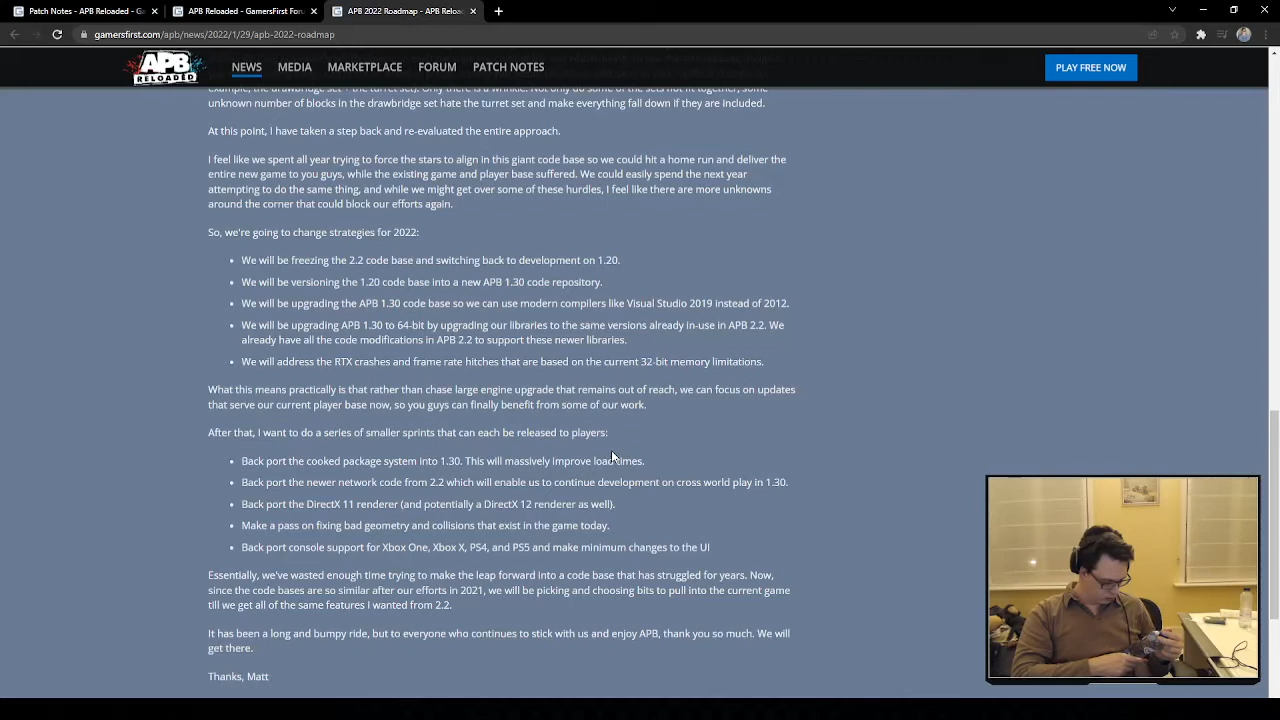 Patch Notes - APB Reloaded - Ga
APB Reloaded - GamersFirst Foru
APB 2022 Roadmap - APB Reloa
gamersfirst.com/apb/news/2022/1/29/apb-2022-roadmap
APB
RELOADED
NEWS
MEDIA
MARKETPLACE
FORUM
PATCH NOTES
PLAY FREE NOW
example, the drawbridge set + the turret set). Only there is a wrinkle. Not only do some of the sets not fit together, some
unknown number of blocks in the drawbridge set hate the turret set and make everything fall down if they are included.
At this point, I have taken a step back and re-evaluated the entire approach.
I feel like we spent all year trying to force the stars to align in this giant code base so we could hit a home run and deliver the
entire new game to you guys, while the existing game and player base suffered. We could easily spend the next year
attempting to do the same thing, and while we might get over some of these hurdles, I feel like there are more unknowns
around the corner that could block our efforts again.
So, we're going to change strategies for 2022:
• We will be freezing the 2.2 code base and switching back to development on 1.20.
• We will be versioning the 1.20 code base into a new APB 1.30 code repository.
• We will be upgrading the APB 1.30 code base so we can use modern compilers like Visual Studio 2019 instead of 2012.
• We will be upgrading APB 1.30 to 64-bit by upgrading our libraries to the same versions already in-use in APB 2.2. We
already have all the code modifications in APB 2.2 to support these newer libraries.
• We will address the RTX crashes and frame rate hitches that are based on the current 32-bit memory limitations.
What this means practically is that rather than chase large engine upgrade that remains out of reach, we can focus on updates
that serve our current player base now, so you guys can finally benefit from some of our work.
After that, I want to do a series of smaller sprints that can each be released to players:
• Back port the cooked package system into 1.30. This will massively improve load times.
• Back port the newer network code from 2.2 which will enable us to continue development on cross world play in 1.30.
• Back port the DirectX 11 renderer (and potentially a DirectX 12 renderer as well).
• Make a pass on fixing bad geometry and collisions that exist in the game today.
• Back port console support for Xbox One, Xbox X, PS4, and PS5 and make minimum changes to the UI
Essentially, we've wasted enough time trying to make the leap forward into a code base that has struggled for years. Now,
since the code bases are so similar after our efforts in 2021, we will be picking and choosing bits to pull into the current game
till we get all of the same features I wanted from 2.2.
It has been a long and bumpy ride, but to everyone who continues to stick with us and enjoy APB, thank you so much. We will
get there.
Thanks, Matt